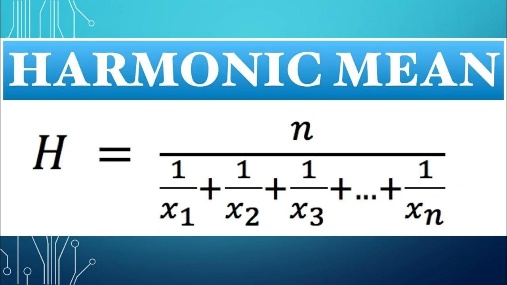 HARMONIC MEAN
H = n / (1/x₁ + 1/x₂ + 1/x₃ + ... + 1/xₙ)